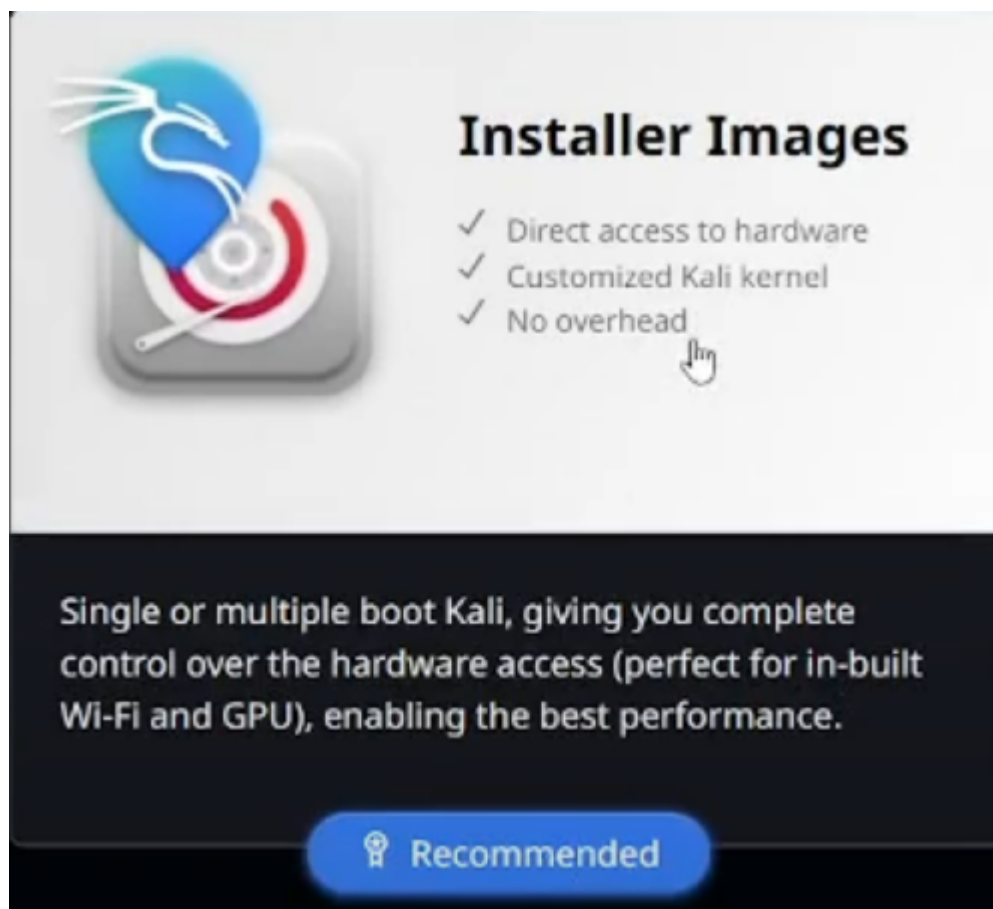 Installer Images
Direct access to hardware
Customized Kali kernel
No overhead
Single or multiple boot Kali, giving you complete
control over the hardware access (perfect for in-built
Wi-Fi and GPU), enabling the best performance.
Recommended